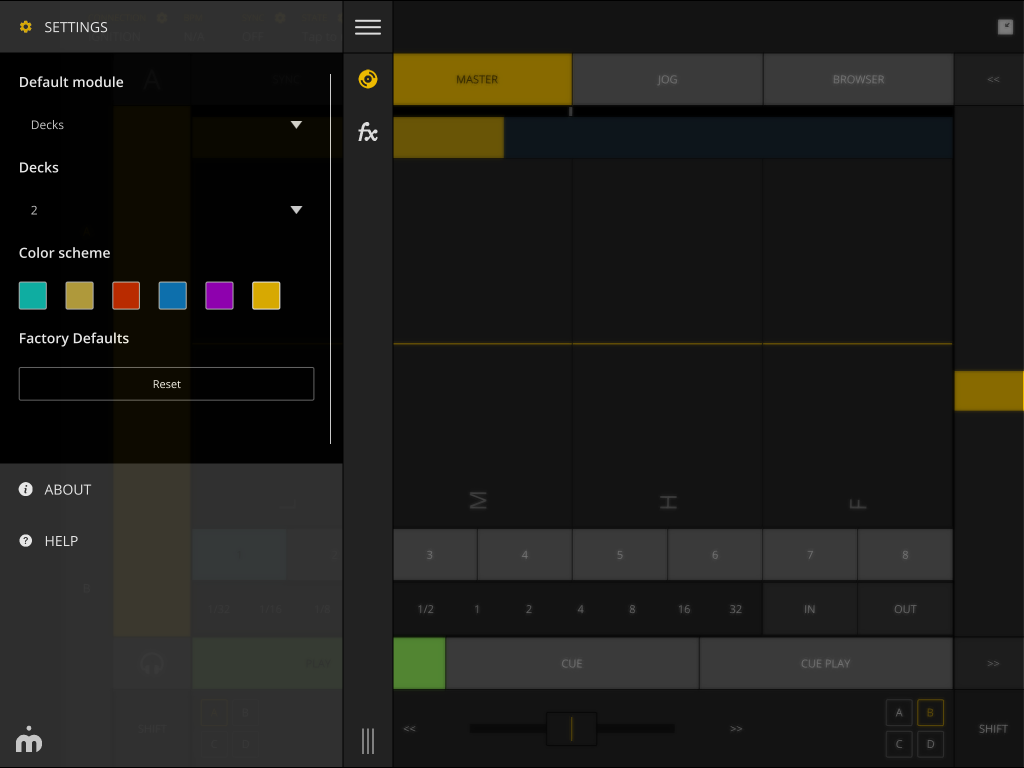 SETTINGS
Default module
Decks
Decks
2
Color scheme
Factory Defaults
Reset
ABOUT
HELP
fx
MASTER JOG BROWSER <<
M H F
3 4 5 6 7 8
1/2 1 2 4 8 16 32 IN OUT
CUE CUE PLAY >>
<< >> A B SHIFT
C D